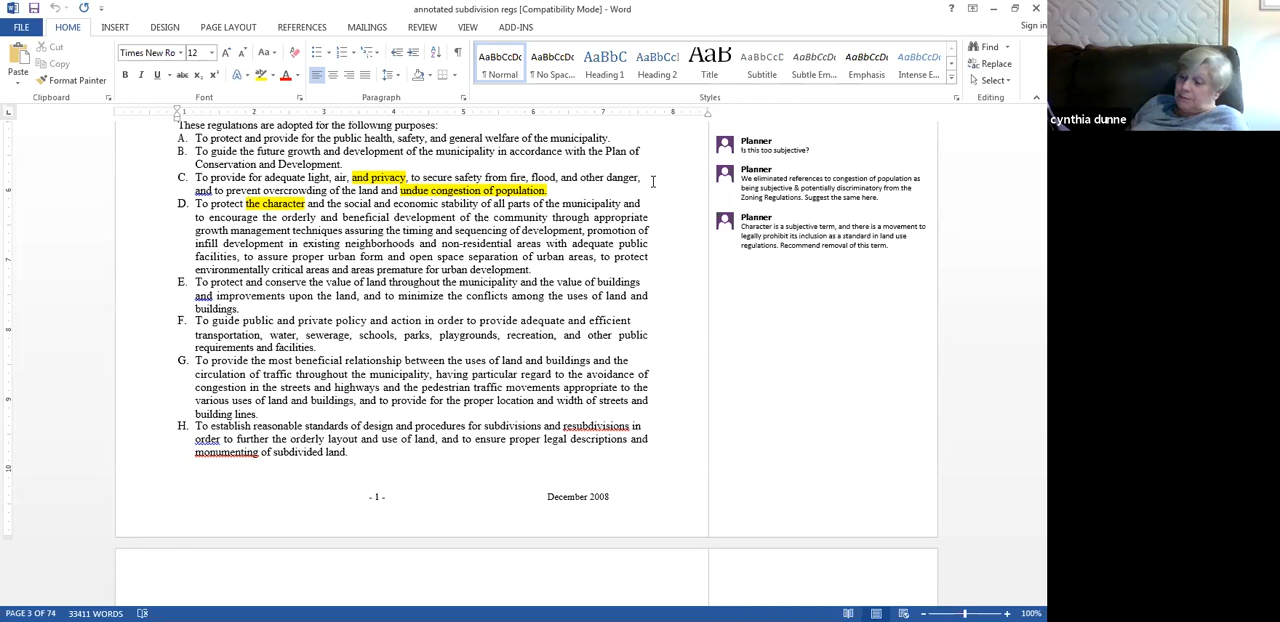 annotated subdivision regs [Compatibility Mode] - Word
Sign in
FILE HOME INSERT DESIGN PAGE LAYOUT REFERENCES MAILINGS REVIEW VIEW ADD-INS
Paste
Cut
Copy
Format Painter
Clipboard
Times New Ro 12
Font
Paragraph
AaBbCcDc AaBbCcDc AaBbC AaBbC AaB AaBbCcC AaBbCcDc AaBbCcDc AaBbCcDc
¶ Normal ¶ No Spac... Heading 1 Heading 2 Title Subtitle Subtle Em... Emphasis Intense E...
Styles
Find
Replace
Select
Editing
1 2 3 4 5 6 7 8
These regulations are adopted for the following purposes:
A. To protect and provide for the public health, safety, and general welfare of the municipality.
B. To guide the future growth and development of the municipality in accordance with the Plan of
Conservation and Development.
C. To provide for adequate light, air, and privacy, to secure safety from fire, flood, and other danger,
and to prevent overcrowding of the land and undue congestion of population.
D. To protect the character and the social and economic stability of all parts of the municipality and
to encourage the orderly and beneficial development of the community through appropriate
growth management techniques assuring the timing and sequencing of development, promotion of
infill development in existing neighborhoods and non-residential areas with adequate public
facilities, to assure proper urban form and open space separation of urban areas, to protect
environmentally critical areas and areas premature for urban development.
E. To protect and conserve the value of land throughout the municipality and the value of buildings
and improvements upon the land, and to minimize the conflicts among the uses of land and
buildings.
F. To guide public and private policy and action in order to provide adequate and efficient
transportation, water, sewerage, schools, parks, playgrounds, recreation, and other public
requirements and facilities.
G. To provide the most beneficial relationship between the uses of land and buildings and the
circulation of traffic throughout the municipality, having particular regard to the avoidance of
congestion in the streets and highways and the pedestrian traffic movements appropriate to the
various uses of land and buildings, and to provide for the proper location and width of streets and
building lines.
H. To establish reasonable standards of design and procedures for subdivisions and resubdivisions in
order to further the orderly layout and use of land, and to ensure proper legal descriptions and
monumenting of subdivided land.
- 1 - December 2008
Planner
Is this too subjective?
Planner
We eliminated references to congestion of population as
being subjective & potentially discriminatory from the
Zoning Regulations. Suggest the same here.
Planner
Character is a subjective term, and there is a movement to
legally prohibit its inclusion as a standard in land use
regulations. Recommend removal of this term.
PAGE 3 OF 74 33411 WORDS
100%
cynthia dunne